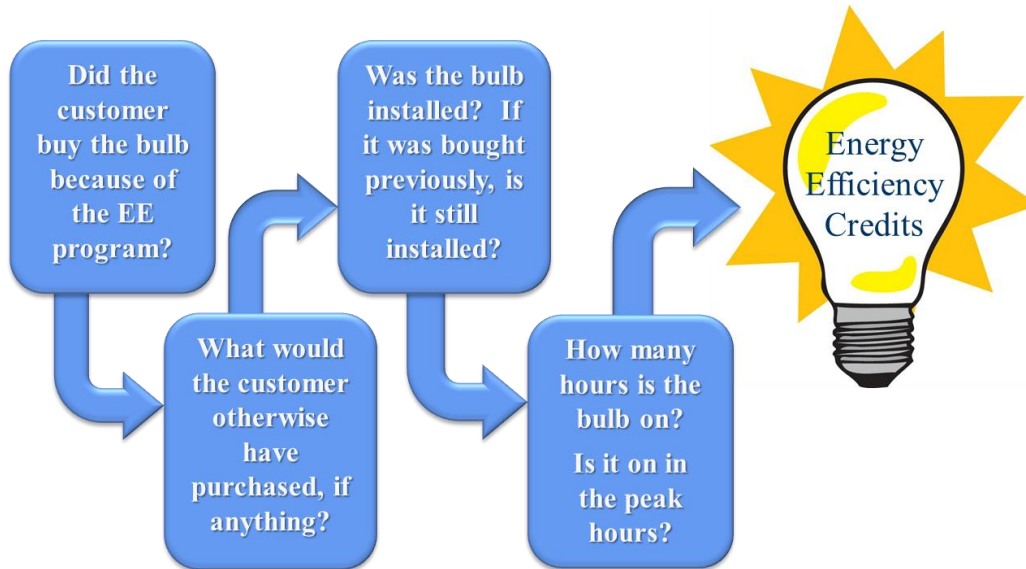 Did the
customer
buy the bulb
because of
the EE
program?
What would
the customer
otherwise
have
purchased, if
anything?
Was the bulb
installed? If
it was bought
previously, is
it still
installed?
How many
hours is the
bulb on?
Is it on in
the peak
hours?
Energy
Efficiency
Credits